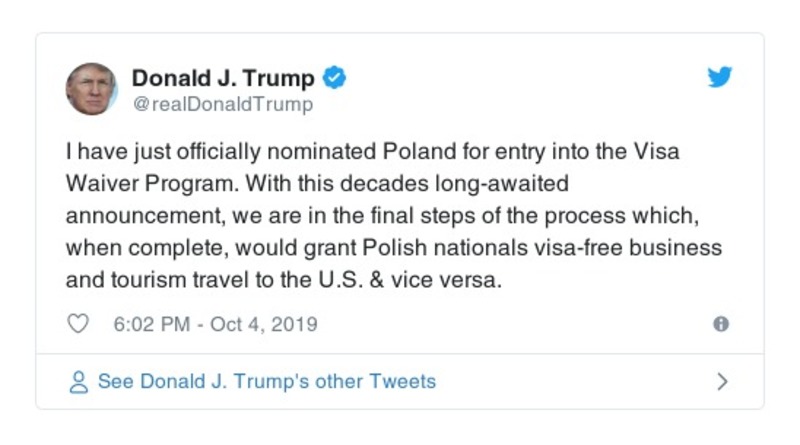 Donald J. Trump
@realDonaldTrump
I have just officially nominated Poland for entry into the Visa
Waiver Program. With this decades long-awaited
announcement, we are in the final steps of the process which,
when complete, would grant Polish nationals visa-free business
and tourism travel to the U.S. & vice versa.
6:02 PM - Oct 4, 2019
See Donald J. Trump's other Tweets